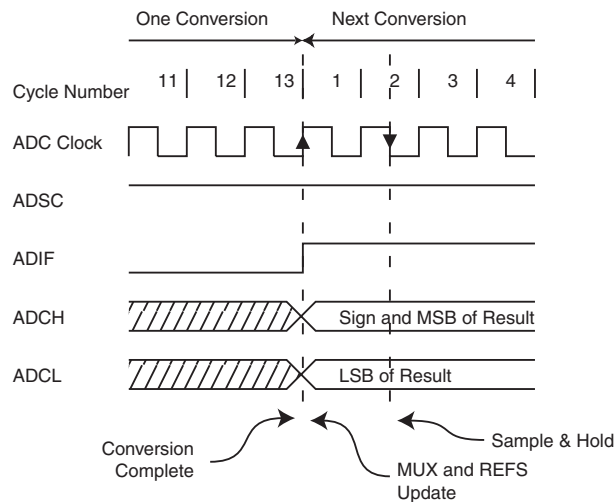 One Conversion Next Conversion
Cycle Number 11 12 13 1 2 3 4
ADC Clock
ADSC
ADIF
ADCH Sign and MSB of Result
ADCL LSB of Result
Conversion
Complete
MUX and REFS
Update
Sample & Hold